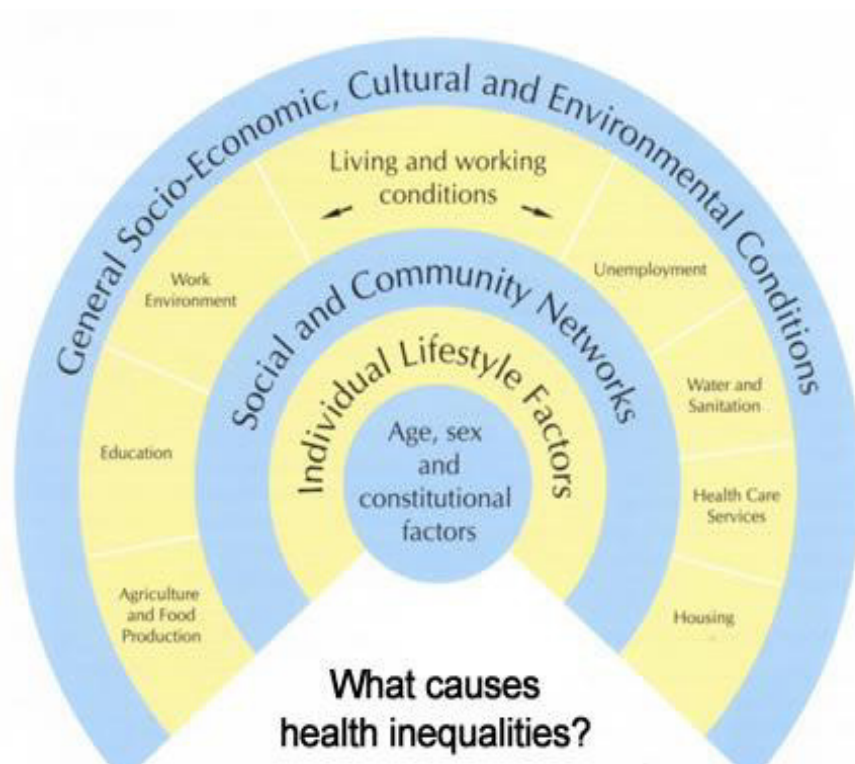 General Socio-Economic, Cultural and Environmental Conditions
Living and working
conditions
Work
Environment
Education
Agriculture
and Food
Production
Unemployment
Water and
Sanitation
Health Care
Services
Housing
Social and Community Networks
Individual Lifestyle Factors
Age, sex
and
constitutional
factors
What causes
health inequalities?